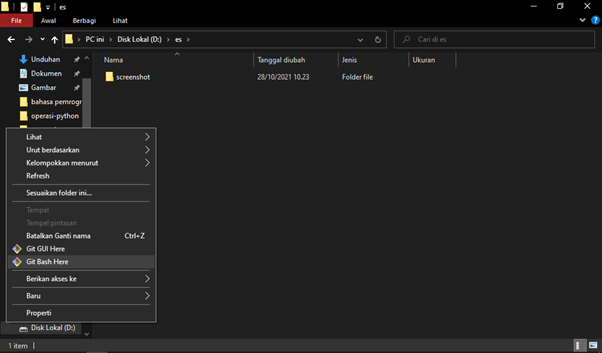 es
File Awal Berbagi Lihat
PC ini > Disk Lokal (D:) > es >
Cari di es
Nama Tanggal diubah Jenis Ukuran
Unduhan
Dokumen
Gambar
bahasa pemrogr
operasi-python
screenshot 28/10/2021 10.23 Folder file
Lihat
Urut berdasarkan
Kelompokkan menurut
Refresh
Sesuaikan folder ini...
Tempel
Tempel pintasan
Batalkan Ganti nama Ctrl+Z
Git GUI Here
Git Bash Here
Berikan akses ke
Baru
Properti
Disk Lokal (D:)
1 item